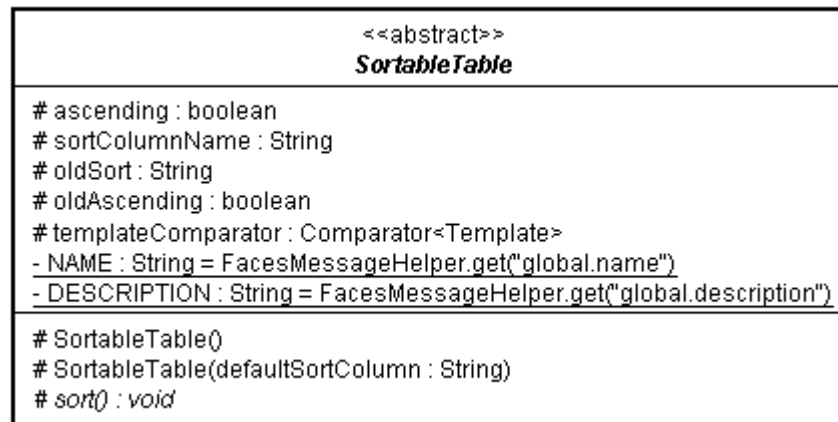 <<abstract>>
SortableTable
# ascending : boolean
# sortColumnName : String
# oldSort : String
# oldAscending : boolean
# templateComparator : Comparator<Template>
- NAME : String = FacesMessageHelper.get("global.name")
- DESCRIPTION : String = FacesMessageHelper.get("global.description")
# SortableTable()
# SortableTable(defaultSortColumn : String)
# sort() : void